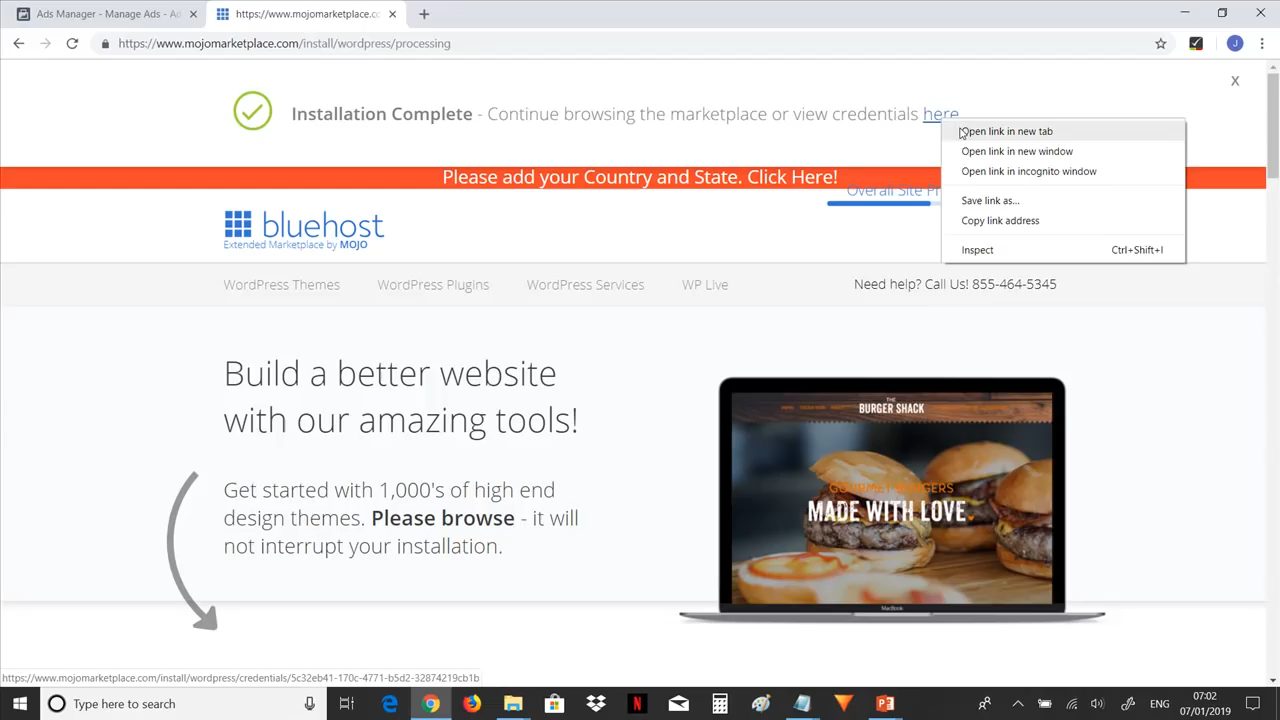 Ads Manager - Manage Ads - Ad
https://www.mojomarketplace.co
https://www.mojomarketplace.com/install/wordpress/processing
J
X
Installation Complete - Continue browsing the marketplace or view credentials here
Open link in new tab
Open link in new window
Open link in incognito window
Save link as...
Copy link address
Inspect Ctrl+Shift+I
Please add your Country and State. Click Here!
Overall Site Pr
bluehost
Extended Marketplace by MOJO
WordPress Themes WordPress Plugins WordPress Services WP Live Need help? Call Us! 855-464-5345
Build a better website
with our amazing tools!
Get started with 1,000's of high end
design themes. Please browse - it will
not interrupt your installation.
THE
BURGER SHACK
GOURMET BURGERS
MADE WITH LOVE
MacBook
https://www.mojomarketplace.com/install/wordpress/credentials/5c32eb41-170c-4771-b5d2-32874219cb1b
Type here to search
ENG
07:02
07/01/2019